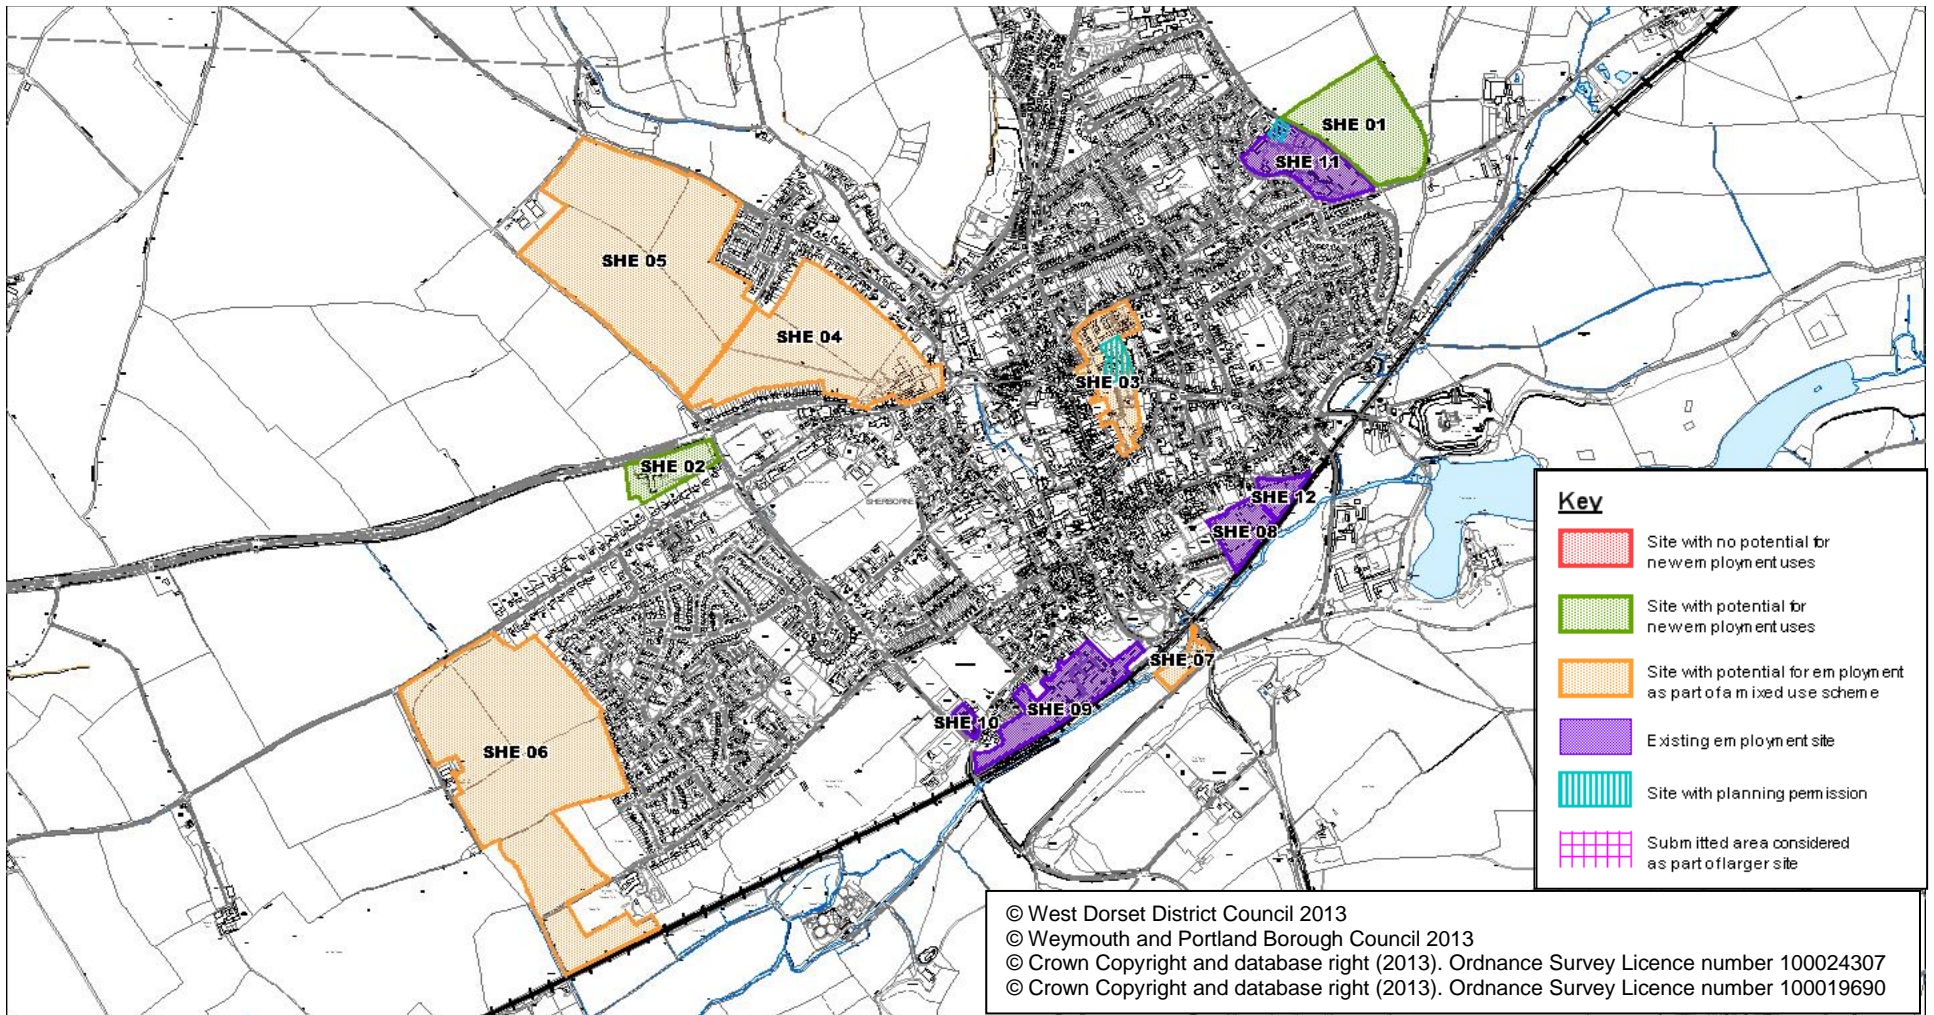 SHE 01
SHE 11
SHE 05
SHE 04
SHE 03
SHE 02
SHE 12
SHE 08
SHERBORNE
SHE 07
SHE 10
SHE 09
SHE 06
Key
Site with no potential for
new employment uses
Site with potential for
new employment uses
Site with potential for employment
as part of a mixed use scheme
Existing employment site
Site with planning permission
Submitted area considered
as part of larger site
© West Dorset District Council 2013
© Weymouth and Portland Borough Council 2013
© Crown Copyright and database right (2013). Ordnance Survey Licence number 100024307
© Crown Copyright and database right (2013). Ordnance Survey Licence number 100019690